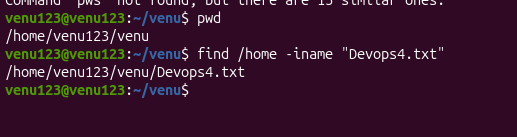 Command 'pws' not found, but there are 15 similar ones.
venu123@venu123:~/venu$ pwd
/home/venu123/venu
venu123@venu123:~/venu$ find /home -iname "Devops4.txt"
/home/venu123/venu/Devops4.txt
venu123@venu123:~/venu$